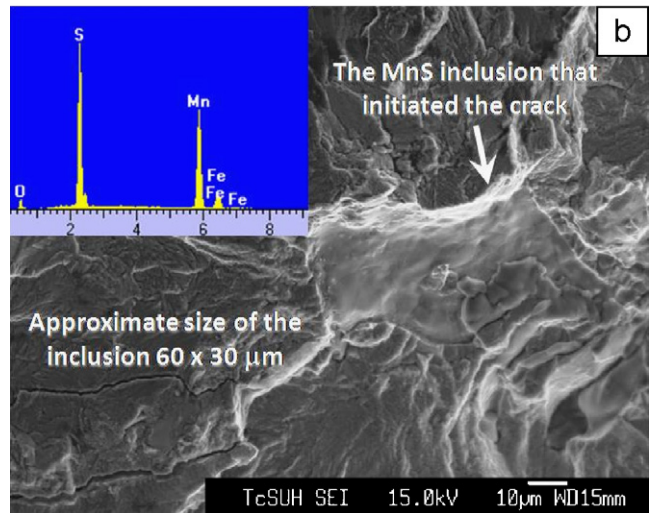 b
S
The MnS inclusion that
initiated the crack
Mn
Fe
O
Fe Fe
2 4 6 8
Approximate size of the
inclusion 60 x 30 μm
TcSUH SEI 15.0kV 10μm WD15mm